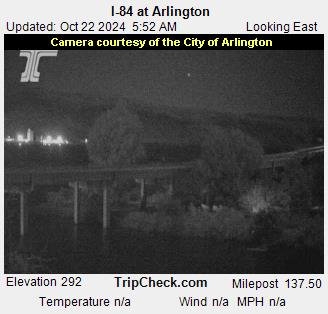 I-84 at Arlington
Updated: Oct 22 2024 5:52 AM Looking East
Camera courtesy of the City of Arlington
Elevation 292 TripCheck.com Milepost 137.50
Temperature n/a Wind n/a MPH n/a